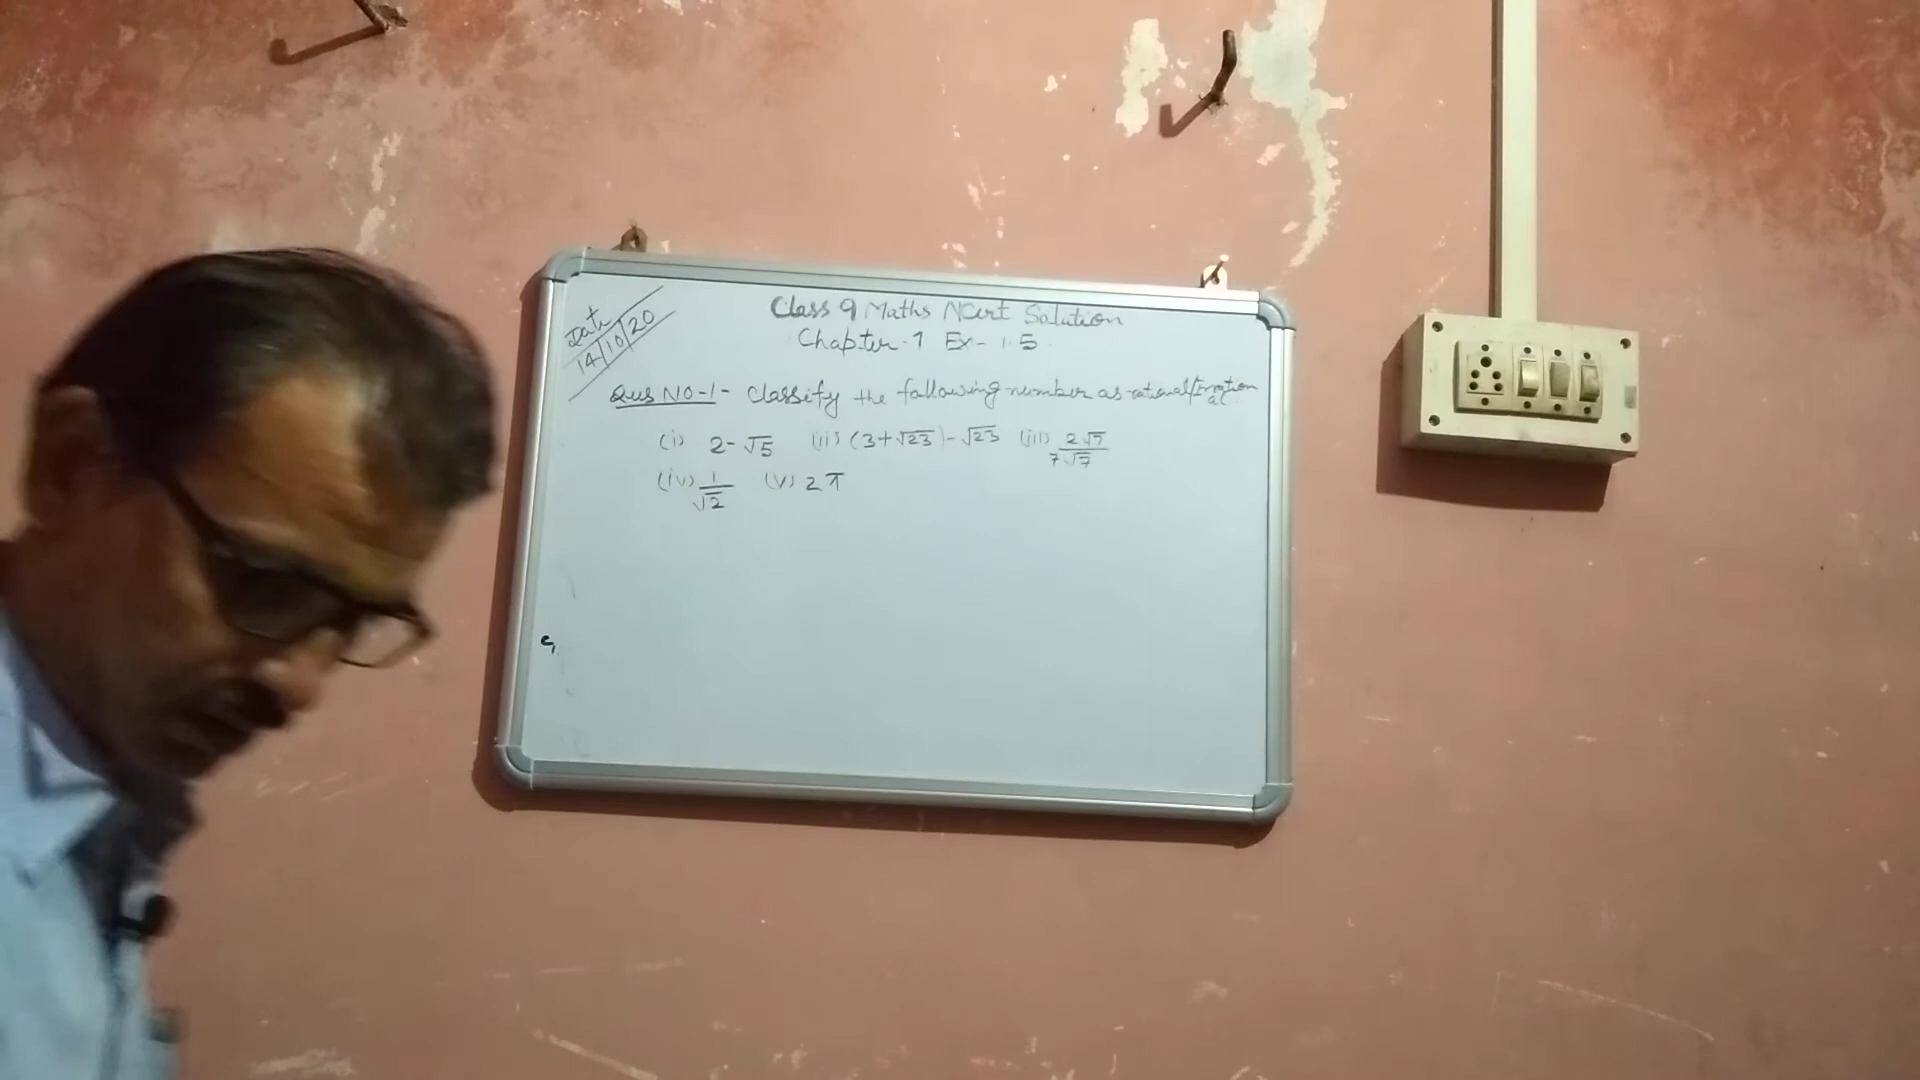 Date
14/10/20
Class 9 Maths NCert Solution
Chapter-1 Ex-1.5
Qus NO-1- Classify the following number as rational/Irrational
(i) 2-√5 (ii) (3+√23)-√23 (iii) 2√7/7√7
(iv) 1/√2 (v) 2π